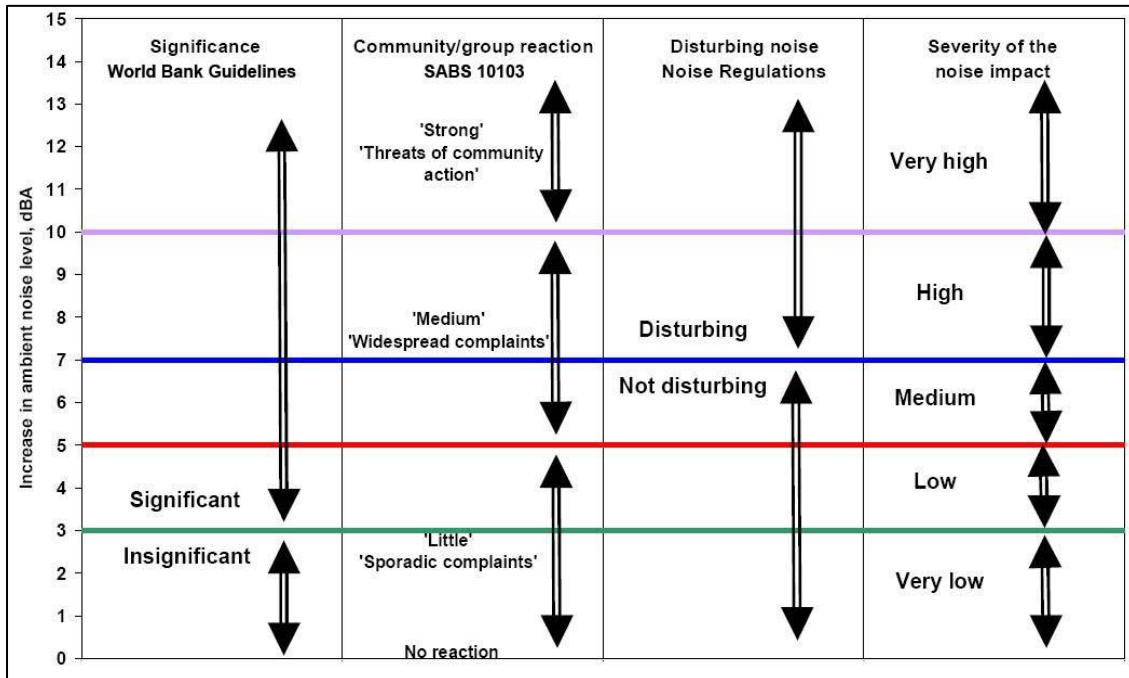 Increase in ambient noise level, dBA
15
14
13
12
11
10
9
8
7
6
5
4
3
2
1
0
Significance
World Bank Guidelines
Significant
Insignificant
Community/group reaction
SABS 10103
'Strong'
'Threats of community
action'
'Medium'
'Widespread complaints'
'Little'
'Sporadic complaints'
No reaction
Disturbing noise
Noise Regulations
Disturbing
Not disturbing
Severity of the
noise impact
Very high
High
Medium
Low
Very low